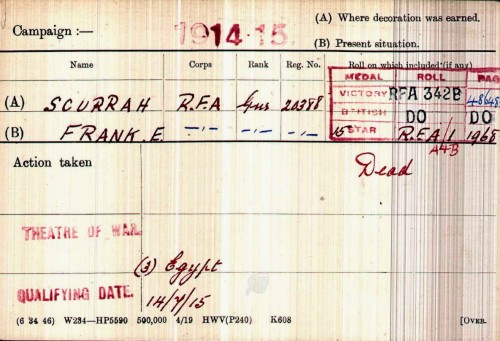 Campaign :— 1914-15.
(A) Where decoration was earned.
(B) Present situation.
Name Corps Rank Reg. No. Roll on which included (if any)
MEDAL ROLL PAG
(A) SCURRAH R.F.A Gnr 20388 VICTORY RFA 342B
BRITISH DO DO
(B) FRANK.E. —"— —"— —"— 15 STAR R.F.A/1 1968
A4B
Action taken Dead
THEATRE OF WAR.
(3) Egypt
QUALIFYING DATE. 14/7/15
(6 34 46) W234—HP5590 500,000 4/19 HWV(P240) K608 [OVER.